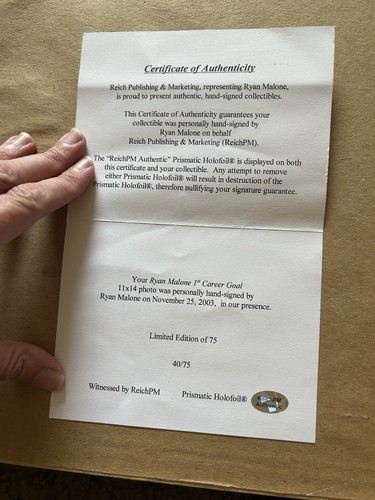 Certificate of Authenticity
Reich Publishing & Marketing, representing Ryan Malone,
is proud to present authentic, hand-signed collectibles.
This Certificate of Authenticity guarantees your
collectible was personally hand-signed by
Ryan Malone on behalf
Reich Publishing & Marketing (ReichPM).
The "ReichPM Authentic" Prismatic Holofoil® is displayed on both
this certificate and your collectible. Any attempt to remove
either Prismatic Holofoil® will result in destruction of the
Prismatic Holofoil®, therefore nullifying your signature guarantee.
Your Ryan Malone 1st Career Goal
11x14 photo was personally hand-signed by
Ryan Malone on November 25, 2003, in our presence.
Limited Edition of 75
40/75
Witnessed by ReichPM Prismatic Holofoil®